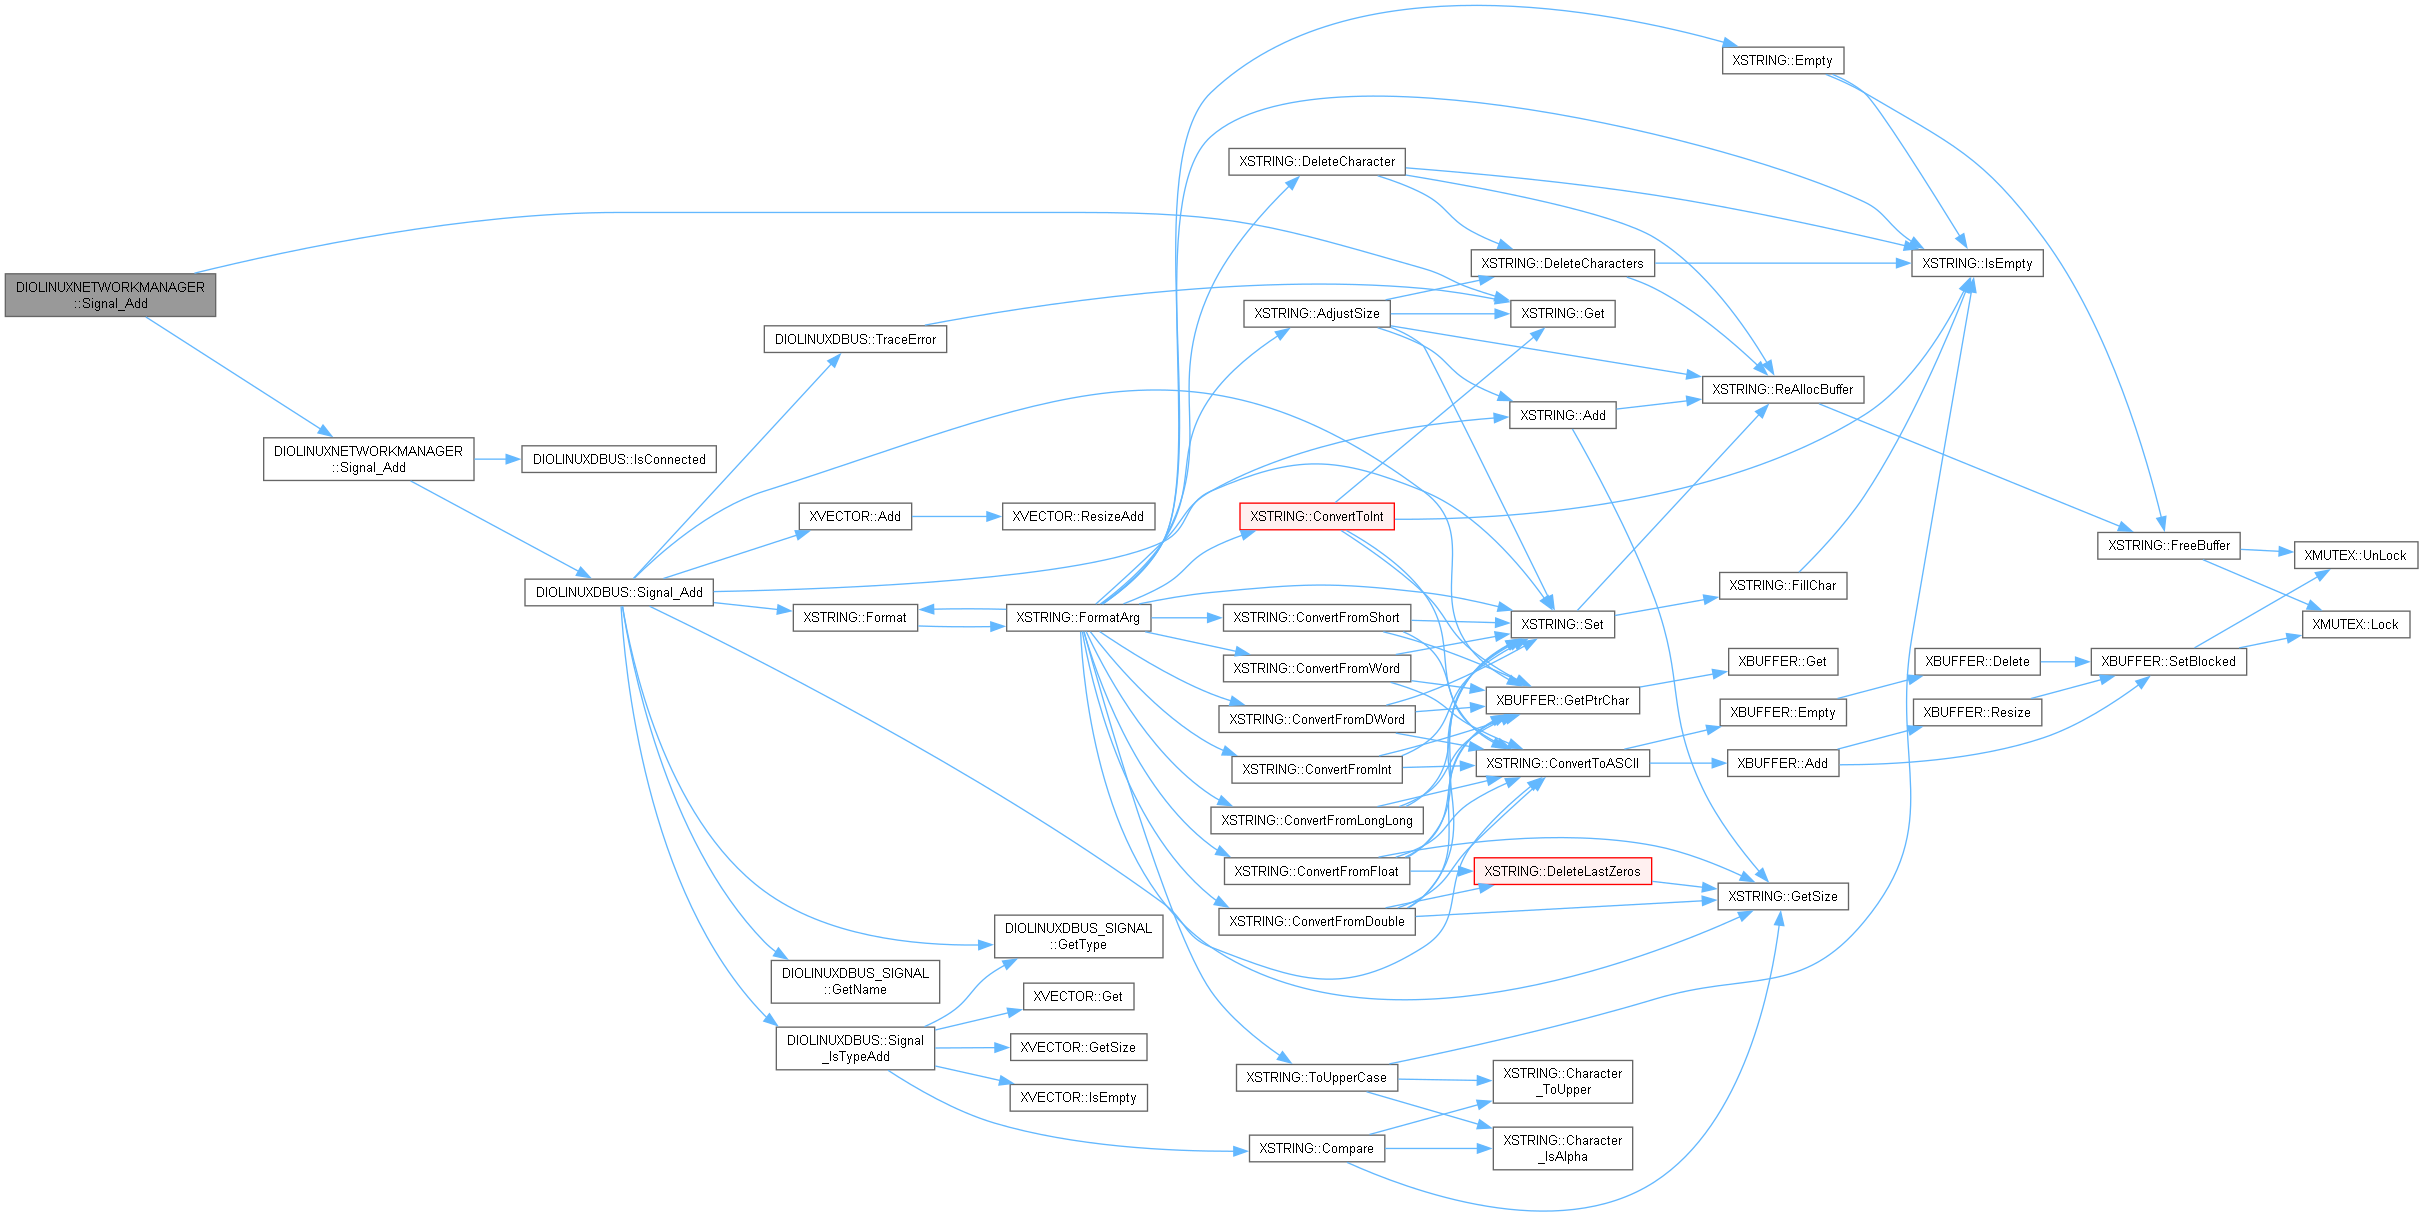 DIOLINUXNETWORKMANAGER
::Signal_Add
DIOLINUXNETWORKMANAGER
::Signal_Add
DIOLINUXDBUS::IsConnected
DIOLINUXDBUS::Signal_Add
DIOLINUXDBUS::TraceError
XVECTOR::Add
XVECTOR::ResizeAdd
XSTRING::Format
XSTRING::FormatArg
DIOLINUXDBUS_SIGNAL
::GetType
DIOLINUXDBUS_SIGNAL
::GetName
DIOLINUXDBUS::Signal
_IsTypeAdd
XVECTOR::Get
XVECTOR::GetSize
XVECTOR::IsEmpty
XSTRING::DeleteCharacter
XSTRING::AdjustSize
XSTRING::ConvertToInt
XSTRING::ConvertFromShort
XSTRING::ConvertFromWord
XSTRING::ConvertFromDWord
XSTRING::ConvertFromInt
XSTRING::ConvertFromLongLong
XSTRING::ConvertFromFloat
XSTRING::ConvertFromDouble
XSTRING::ToUpperCase
XSTRING::Compare
XSTRING::DeleteCharacters
XSTRING::Get
XSTRING::Add
XSTRING::Set
XBUFFER::GetPtrChar
XSTRING::ConvertToASCII
XSTRING::DeleteLastZeros
XSTRING::Character
_ToUpper
XSTRING::Character
_IsAlpha
XSTRING::Empty
XSTRING::ReAllocBuffer
XSTRING::FillChar
XBUFFER::Get
XBUFFER::Empty
XBUFFER::Add
XSTRING::GetSize
XSTRING::IsEmpty
XBUFFER::Delete
XBUFFER::Resize
XSTRING::FreeBuffer
XBUFFER::SetBlocked
XMUTEX::UnLock
XMUTEX::Lock